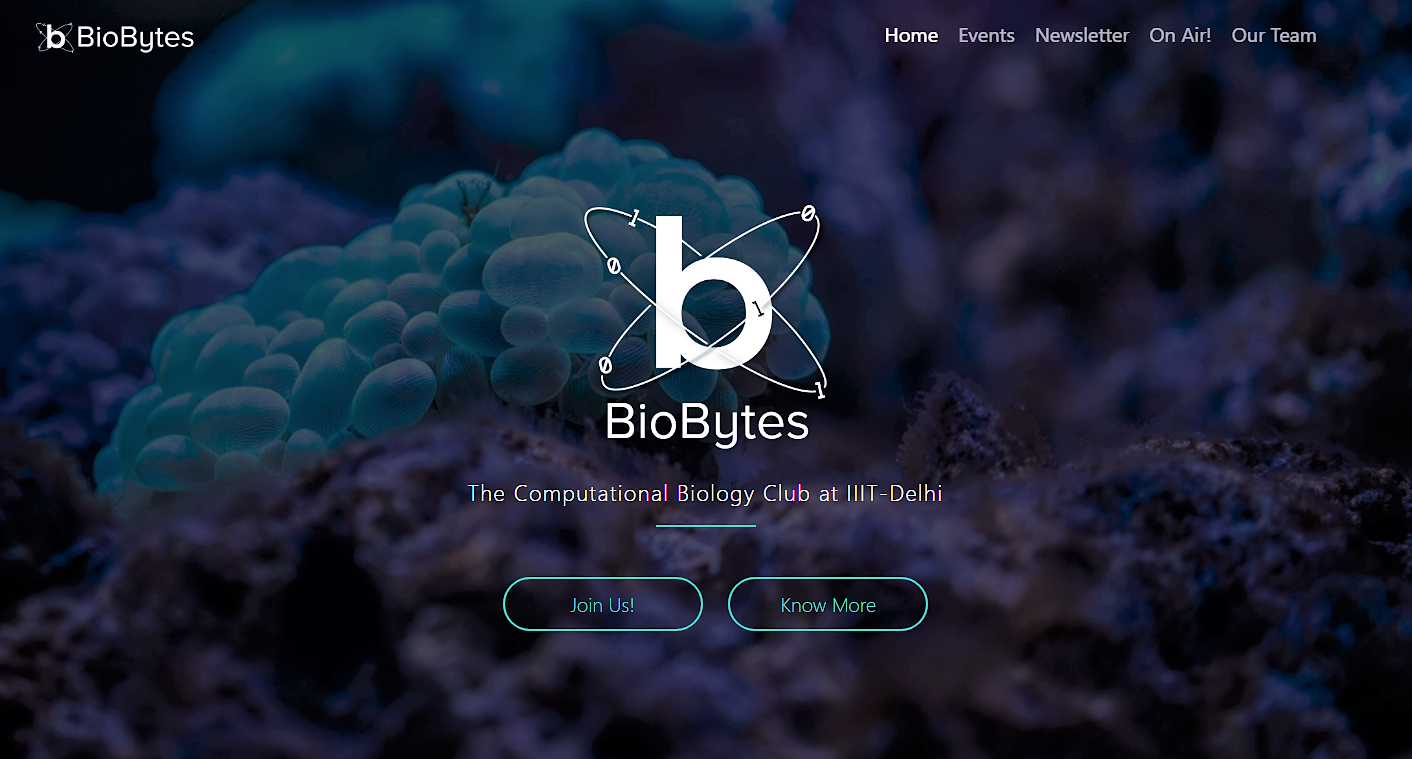 BioBytes
Home Events Newsletter On Air! Our Team
1 0
0
b
1
0
1
BioBytes
The Computational Biology Club at IIIT-Delhi
Join Us! Know More